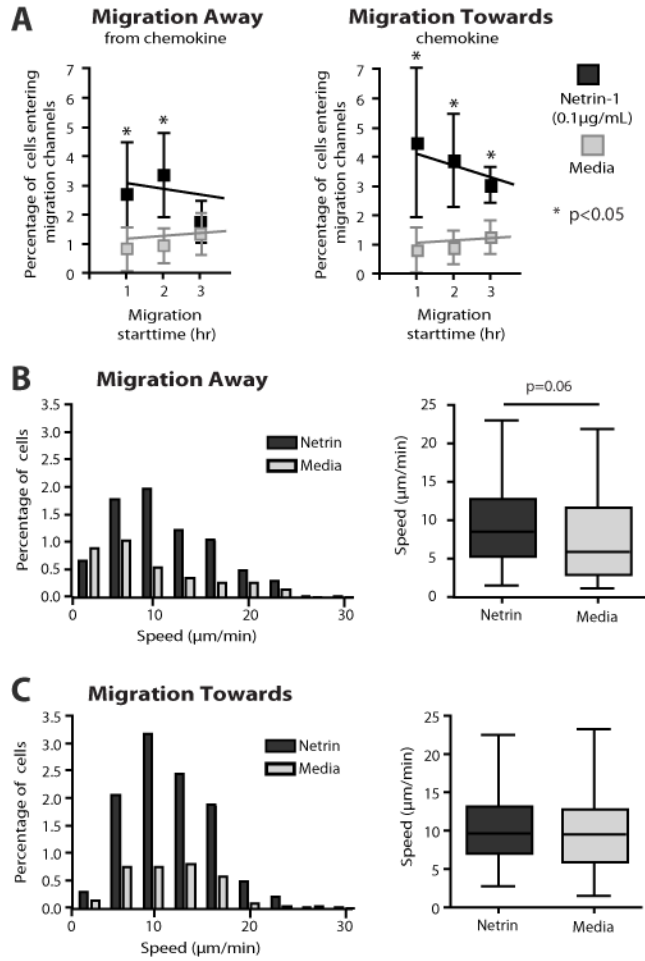 A
Migration Away
from chemokine
Percentage of cells entering
migration channels
7
6
5
4
3
2
1
0
*
*
1 2 3
Migration
starttime (hr)
Migration Towards
chemokine
Percentage of cells entering
migration channels
7
6
5
4
3
2
1
0
*
*
*
1 2 3
Migration
starttime (hr)
Netrin-1
(0.1µg/mL)
Media
* p<0.05
B
Migration Away
Percentage of cells
3.5
3.0
2.5
2.0
1.5
1.0
0.5
0.0
0 10 20 30
Speed (µm/min)
Netrin
Media
p=0.06
Speed (µm/min)
25
20
15
10
5
0
Netrin Media
C
Migration Towards
Percentage of cells
3.5
3.0
2.5
2.0
1.5
1.0
0.5
0.0
0 10 20 30
Speed (µm/min)
Netrin
Media
Speed (µm/min)
25
20
15
10
5
0
Netrin Media